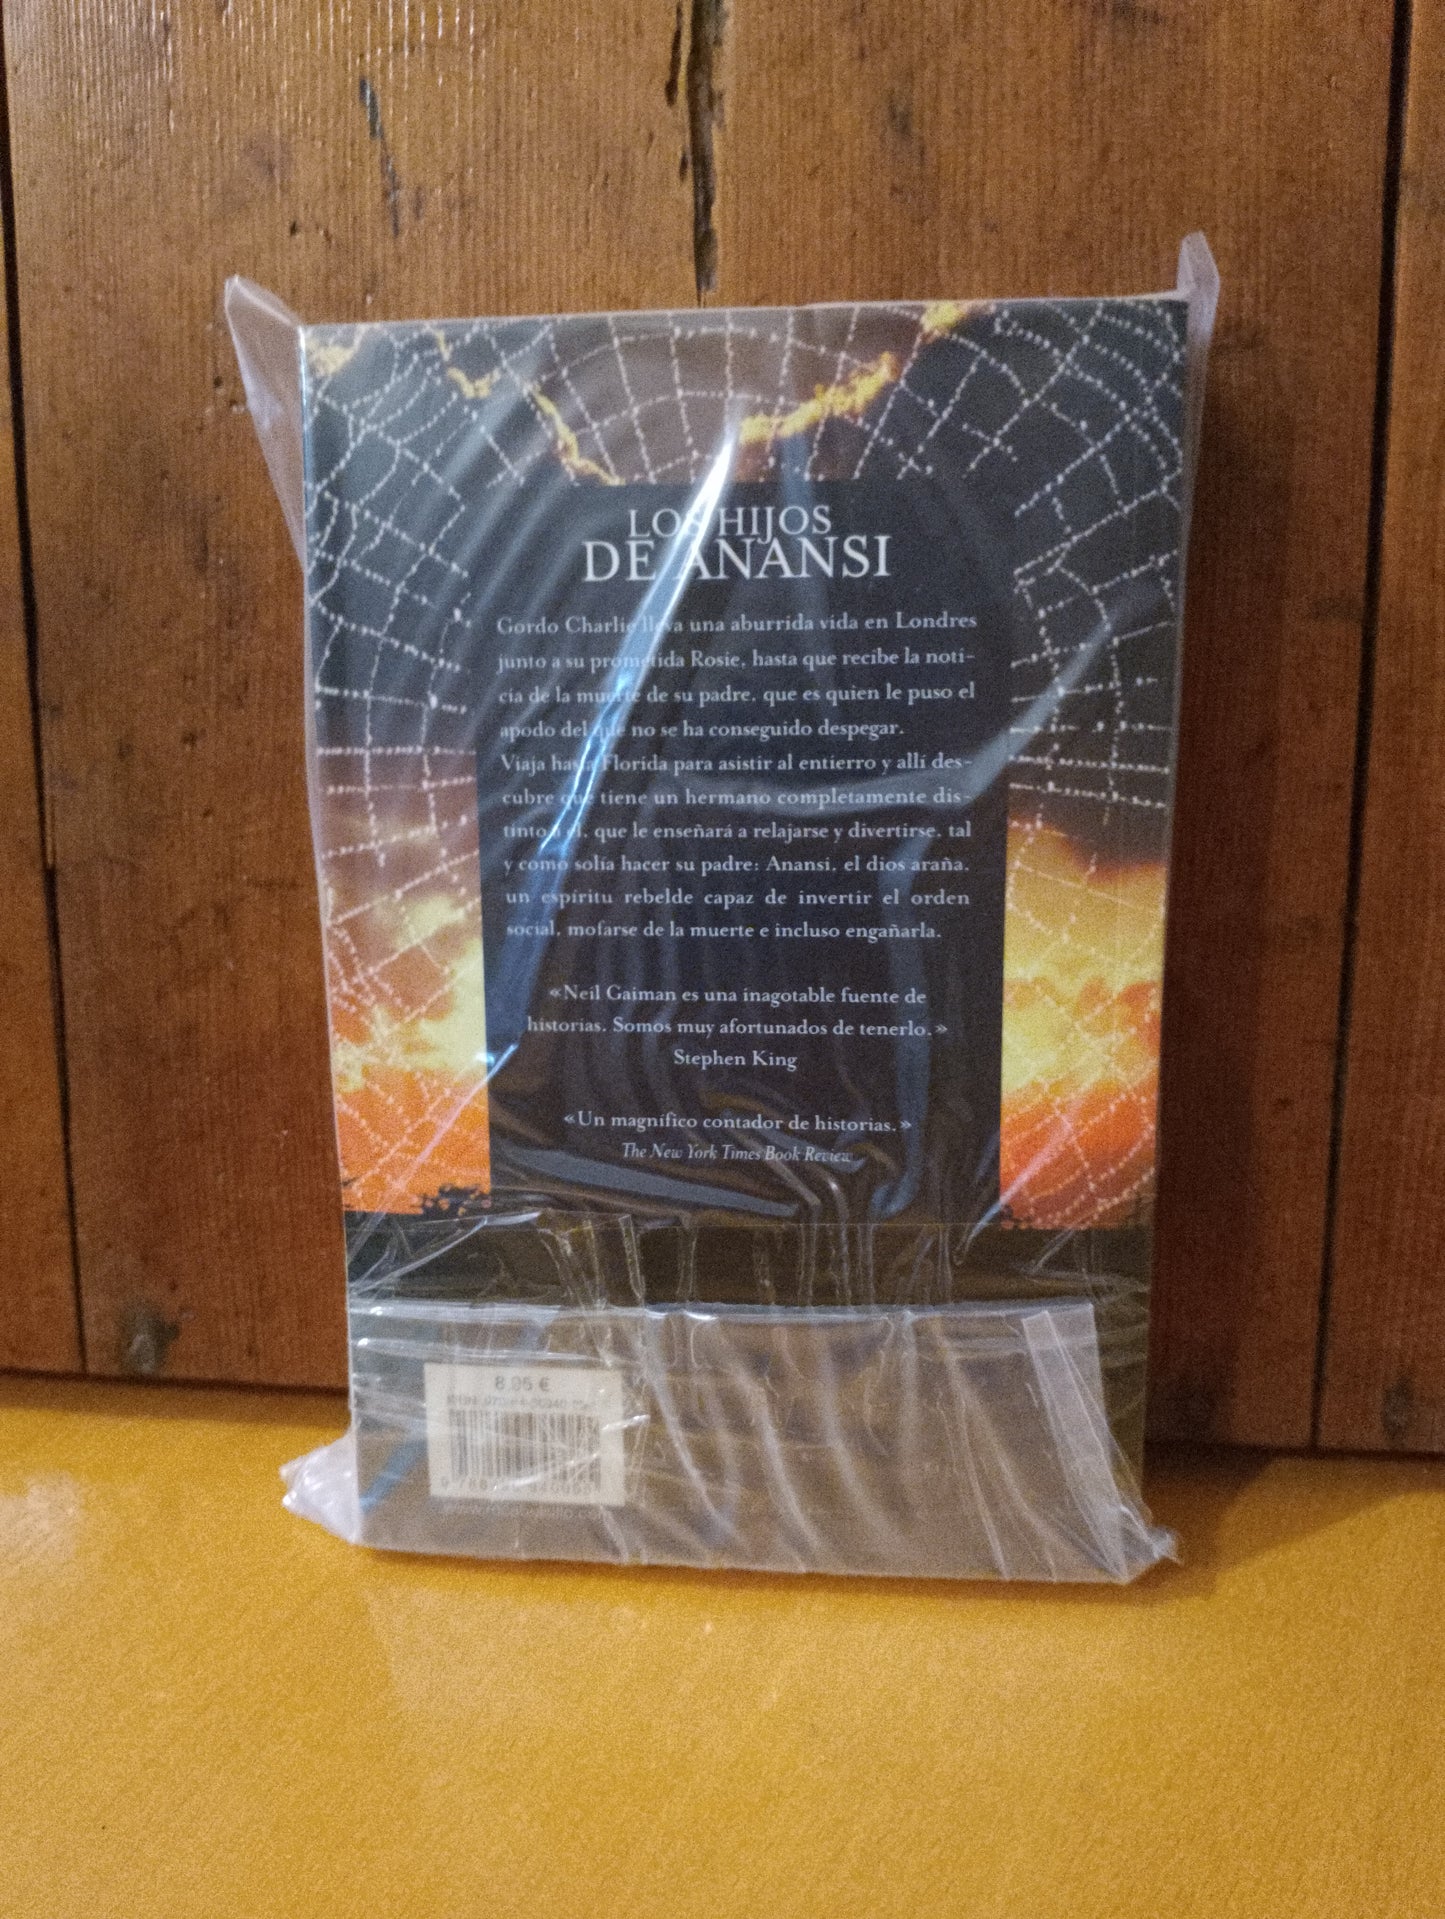 LOS HIJOS
DE ANANSI
Gordo Charlie lleva una aburrida vida en Londres
junto a su prometida Rosie, hasta que recibe la noti-
cia de la muerte de su padre, que es quien le puso el
apodo del que no se ha conseguido despegar.
Viaja hasta Florida para asistir al entierro y allí des-
cubre que tiene un hermano completamente dis-
tinto a él, que le enseñará a relajarse y divertirse, tal
y como solía hacer su padre: Anansi, el dios araña,
un espíritu rebelde capaz de invertir el orden
social, mofarse de la muerte e incluso engañarla.
«Neil Gaiman es una inagotable fuente de
historias. Somos muy afortunados de tenerlo.»
Stephen King
«Un magnífico contador de historias.»
The New York Times Book Review
8.95 €